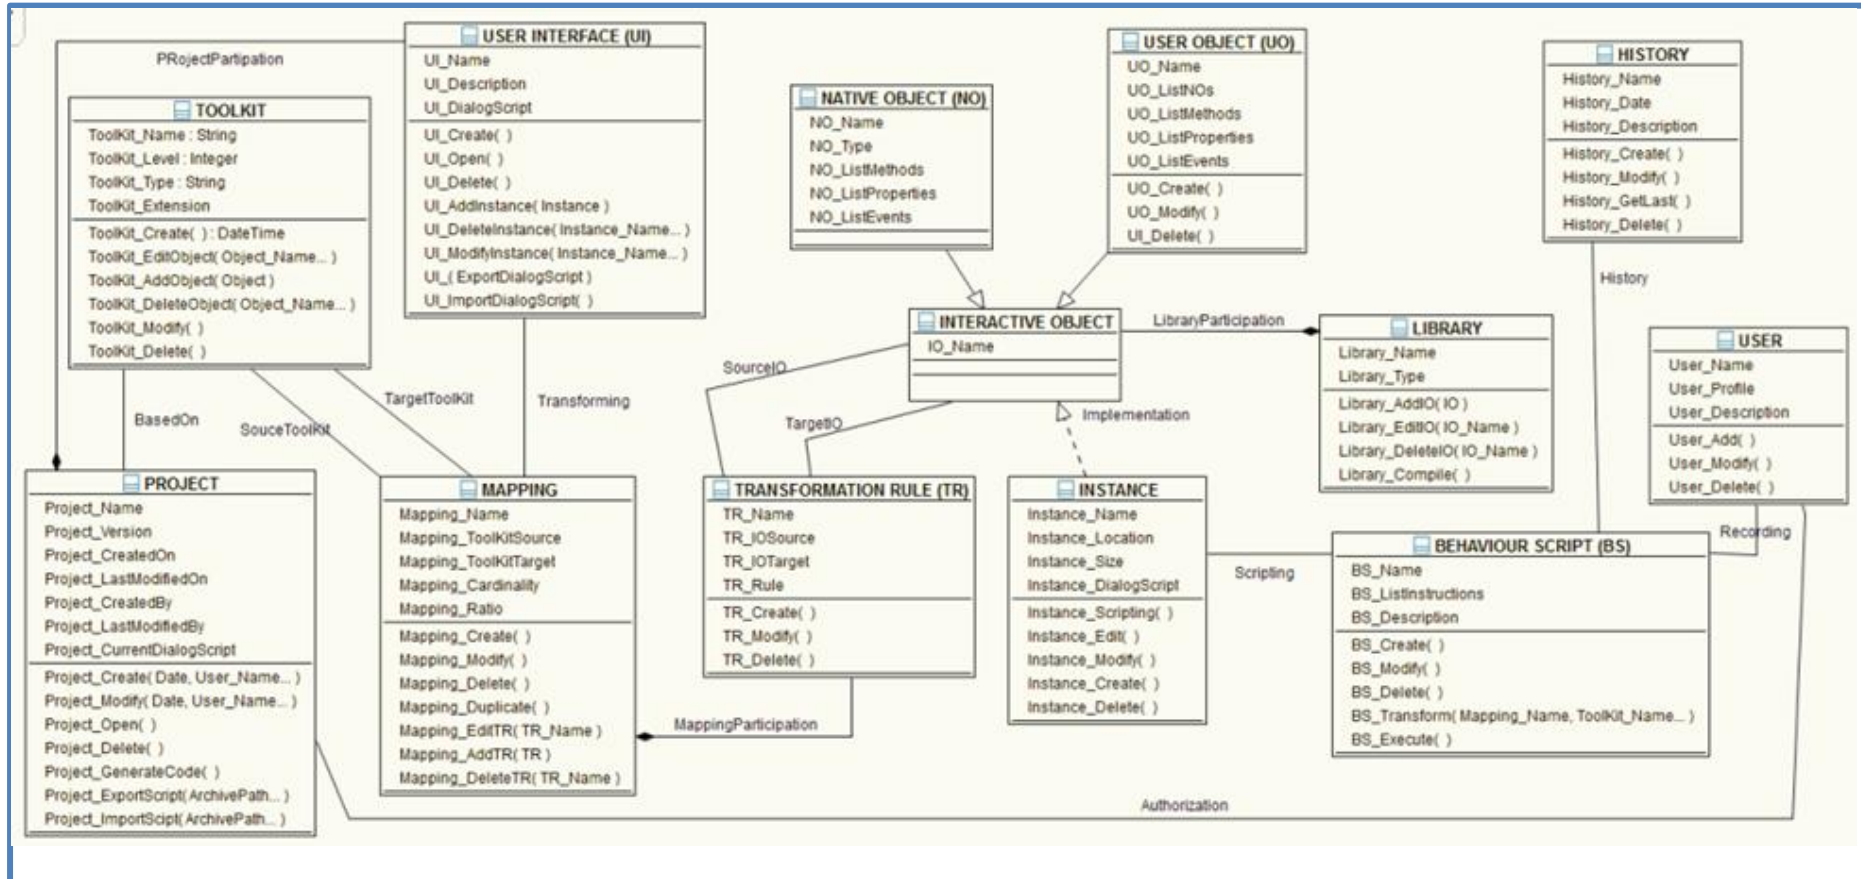 PRojectPartipation
USER INTERFACE (UI)
UI_Name
UI_Description
UI_DialogScript
UI_Create( )
UI_Open( )
UI_Delete( )
UI_AddInstance( Instance )
UI_DeleteInstance( Instance_Name... )
UI_ModifyInstance( Instance_Name... )
UI_( ExportDialogScript )
UI_ImportDialogScript( )
TOOLKIT
ToolKit_Name : String
ToolKit_Level : Integer
ToolKit_Type : String
ToolKit_Extension
ToolKit_Create( ) : DateTime
ToolKit_EditObject( Object_Name... )
ToolKit_AddObject( Object )
ToolKit_DeleteObject( Object_Name... )
ToolKit_Modify( )
ToolKit_Delete( )
NATIVE OBJECT (NO)
NO_Name
NO_Type
NO_ListMethods
NO_ListProperties
NO_ListEvents
USER OBJECT (UO)
UO_Name
UO_ListNOs
UO_ListMethods
UO_ListProperties
UO_ListEvents
UO_Create( )
UO_Modify( )
UI_Delete( )
HISTORY
History_Name
History_Date
History_Description
History_Create( )
History_Modify( )
History_GetLast( )
History_Delete( )
History
INTERACTIVE OBJECT
IO_Name
LibraryParticipation
LIBRARY
Library_Name
Library_Type
Library_AddIO( IO )
Library_EditIO( IO_Name )
Library_DeleteIO( IO_Name )
Library_Compile( )
USER
User_Name
User_Profile
User_Description
User_Add( )
User_Modify( )
User_Delete( )
BasedOn
SouceToolKit
TargetToolKit
Transforming
SourceIO
TargetIO
Implementation
PROJECT
Project_Name
Project_Version
Project_CreatedOn
Project_LastModifiedOn
Project_CreatedBy
Project_LastModifiedBy
Project_CurrentDialogScript
Project_Create( Date, User_Name... )
Project_Modify( Date, User_Name... )
Project_Open( )
Project_Delete( )
Project_GenerateCode( )
Project_ExportScript( ArchivePath... )
Project_ImportScipt( ArchivePath... )
MAPPING
Mapping_Name
Mapping_ToolKitSource
Mapping_ToolKitTarget
Mapping_Cardinality
Mapping_Ratio
Mapping_Create( )
Mapping_Modify( )
Mapping_Delete( )
Mapping_Duplicate( )
Mapping_EditTR( TR_Name )
Mapping_AddTR( TR )
Mapping_DeleteTR( TR_Name )
TRANSFORMATION RULE (TR)
TR_Name
TR_IOSource
TR_IOTarget
TR_Rule
TR_Create( )
TR_Modify( )
TR_Delete( )
MappingParticipation
INSTANCE
Instance_Name
Instance_Location
Instance_Size
Instance_DialogScript
Instance_Scripting( )
Instance_Edit( )
Instance_Modify( )
Instance_Create( )
Instance_Delete( )
Scripting
Recording
BEHAVIOUR SCRIPT (BS)
BS_Name
BS_ListInstructions
BS_Description
BS_Create( )
BS_Modify( )
BS_Delete( )
BS_Transform( Mapping_Name, ToolKit_Name... )
BS_Execute( )
Authorization